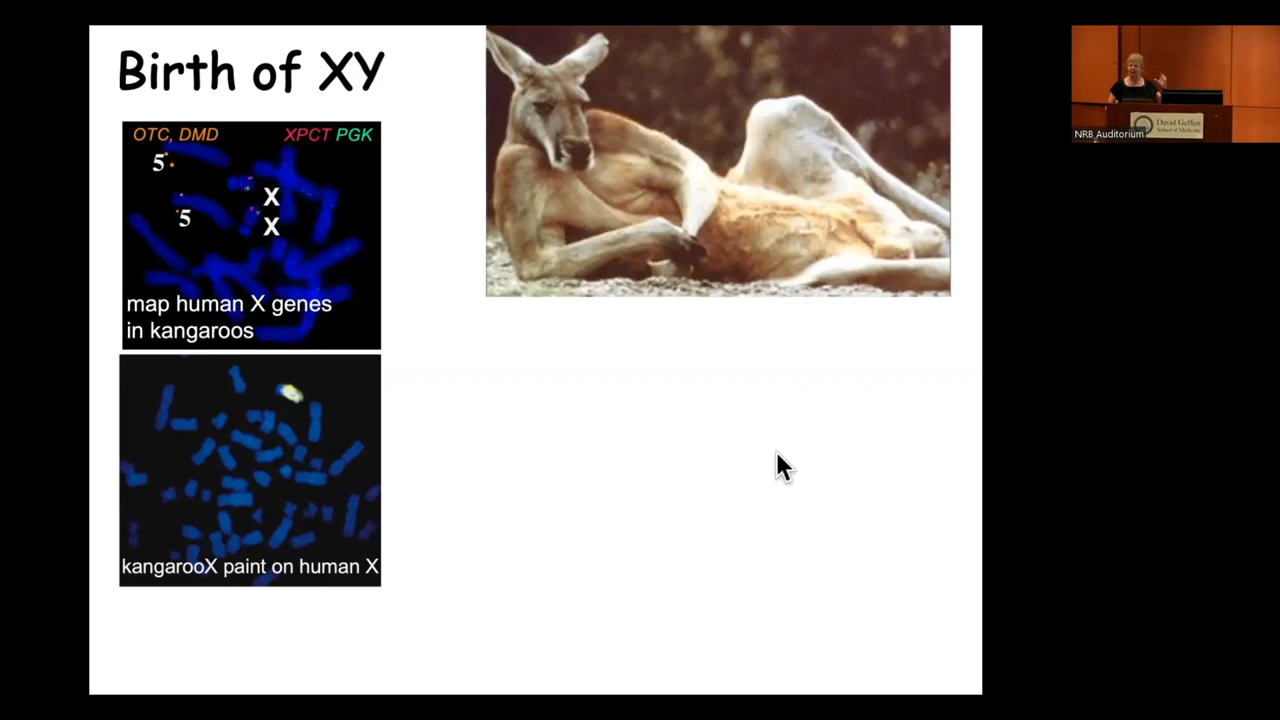 Birth of XY
OTC, DMD
XPCT PGK
5
X
5
X
map human X genes
in kangaroos
kangarooX paint on human X
David Geffen
School of Medicine
NRB Auditorium